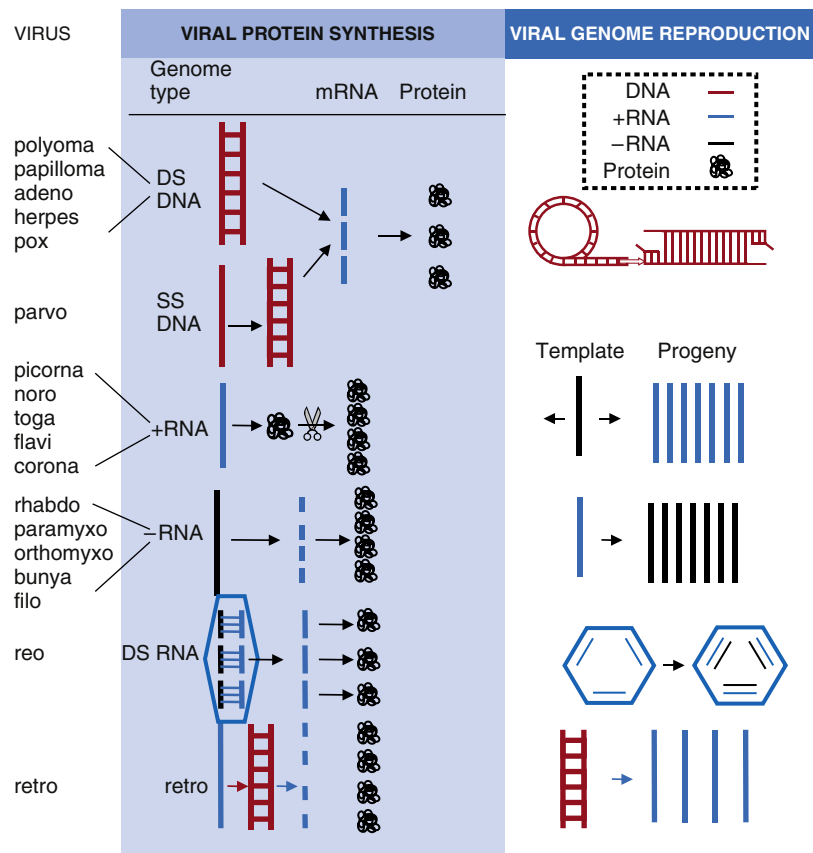 VIRUS
VIRAL PROTEIN SYNTHESIS
VIRAL GENOME REPRODUCTION
Genome
type
mRNA
Protein
DNA
+RNA
–RNA
Protein
polyoma
papilloma
adeno
herpes
pox
DS
DNA
parvo
SS
DNA
Template
Progeny
picorna
noro
toga
flavi
corona
+RNA
rhabdo
paramyxo
orthomyxo
bunya
filo
–RNA
reo
DS RNA
retro
retro